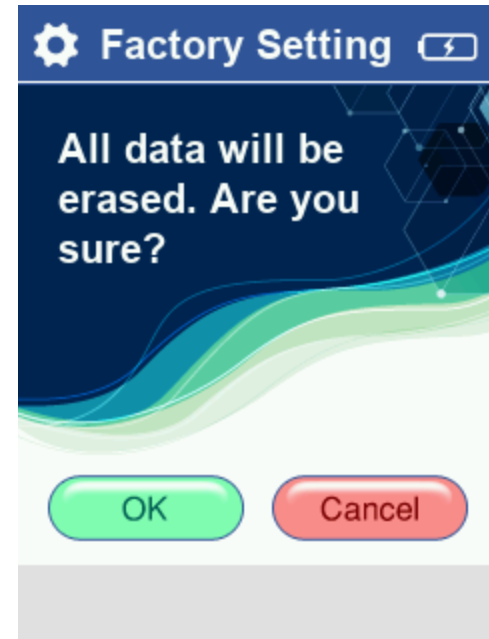 Factory Setting
All data will be
erased. Are you
sure?
OK
Cancel